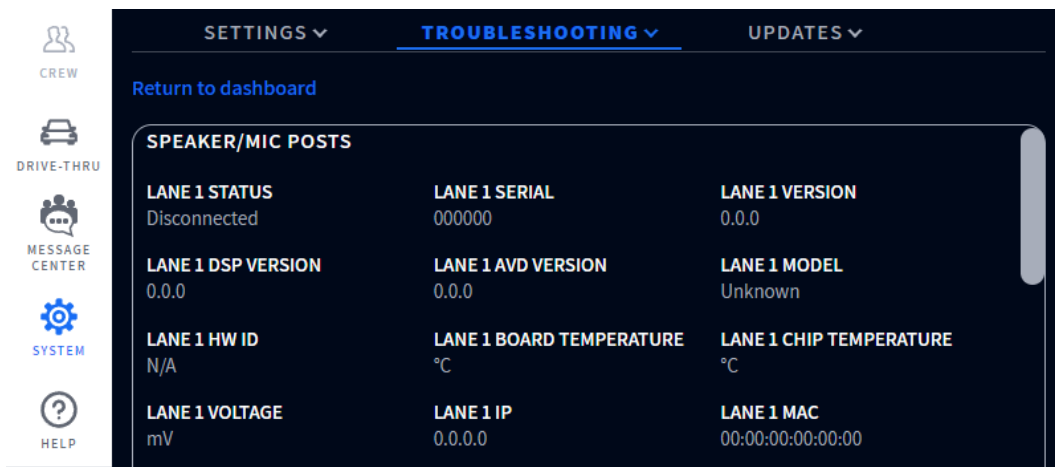 CREW
DRIVE-THRU
MESSAGE
CENTER
SYSTEM
HELP
SETTINGS TROUBLESHOOTING UPDATES
Return to dashboard
SPEAKER/MIC POSTS
LANE 1 STATUS LANE 1 SERIAL LANE 1 VERSION
Disconnected 000000 0.0.0
LANE 1 DSP VERSION LANE 1 AVD VERSION LANE 1 MODEL
0.0.0 0.0.0 Unknown
LANE 1 HW ID LANE 1 BOARD TEMPERATURE LANE 1 CHIP TEMPERATURE
N/A °C °C
LANE 1 VOLTAGE LANE 1 IP LANE 1 MAC
mV 0.0.0.0 00:00:00:00:00:00